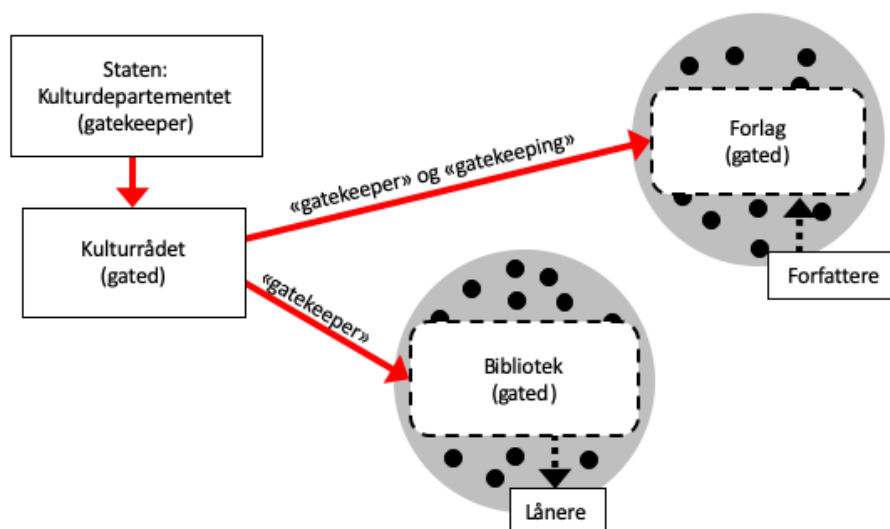 Staten:
Kulturdepartementet
(gatekeeper)
Forlag
(gated)
«gatekeeper» og «gatekeeping»
Kulturrådet
(gated)
Forfattere
«gatekeeper»
Bibliotek
(gated)
Lånere